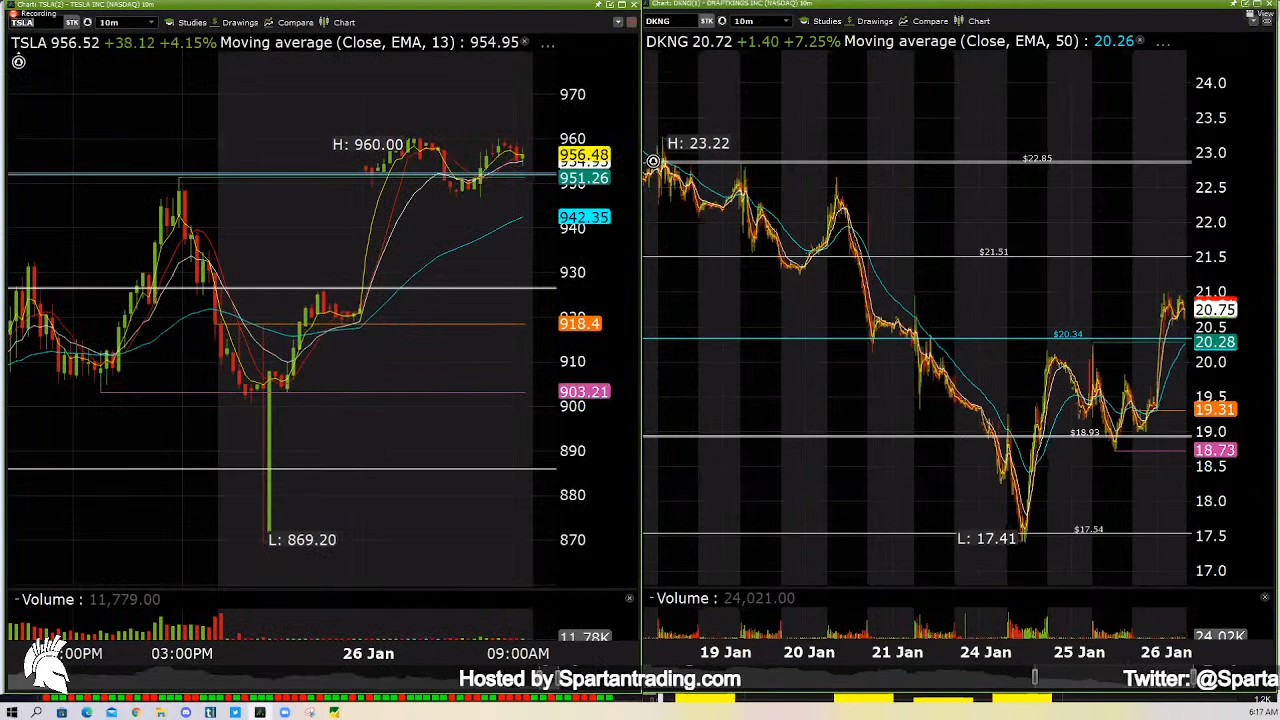 Chart: TSLA(2) - TESLA INC (NASDAQ) 10m
Recording
TSLA STK 10m Studies Drawings Compare Chart
TSLA 956.52 +38.12 +4.15% Moving average (Close, EMA, 13) : 954.95 ...
H: 960.00
970
960
956.48
951.26
950
942.35
940
930
918.4
910
903.21
900
890
880
870
L: 869.20
-Volume : 11,779.00
11.78K
03:00PM
26 Jan
09:00AM
Chart: DKNG(1) - DRAFTKINGS INC (NASDAQ) 10m
View
DKNG STK 10m Studies Drawings Compare Chart
DKNG 20.72 +1.40 +7.25% Moving average (Close, EMA, 50) : 20.26 ...
H: 23.22
$22.85
$21.51
$20.34
$18.93
$17.54
L: 17.41
24.0
23.5
23.0
22.5
22.0
21.5
21.0
20.75
20.5
20.28
20.0
19.5
19.31
19.0
18.73
18.5
18.0
17.5
17.0
-Volume : 24,021.00
24.02K
19 Jan
20 Jan
21 Jan
24 Jan
25 Jan
26 Jan
Hosted by Spartantrading.com
Twitter: @Sparta
6:17 AM